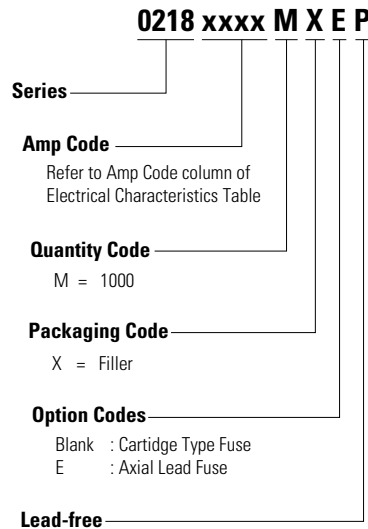 0218 xxxx M X E P
Series
Amp Code
Refer to Amp Code column of
Electrical Characteristics Table
Quantity Code
M = 1000
Packaging Code
X = Filler
Option Codes
Blank : Cartidge Type Fuse
E : Axial Lead Fuse
Lead-free